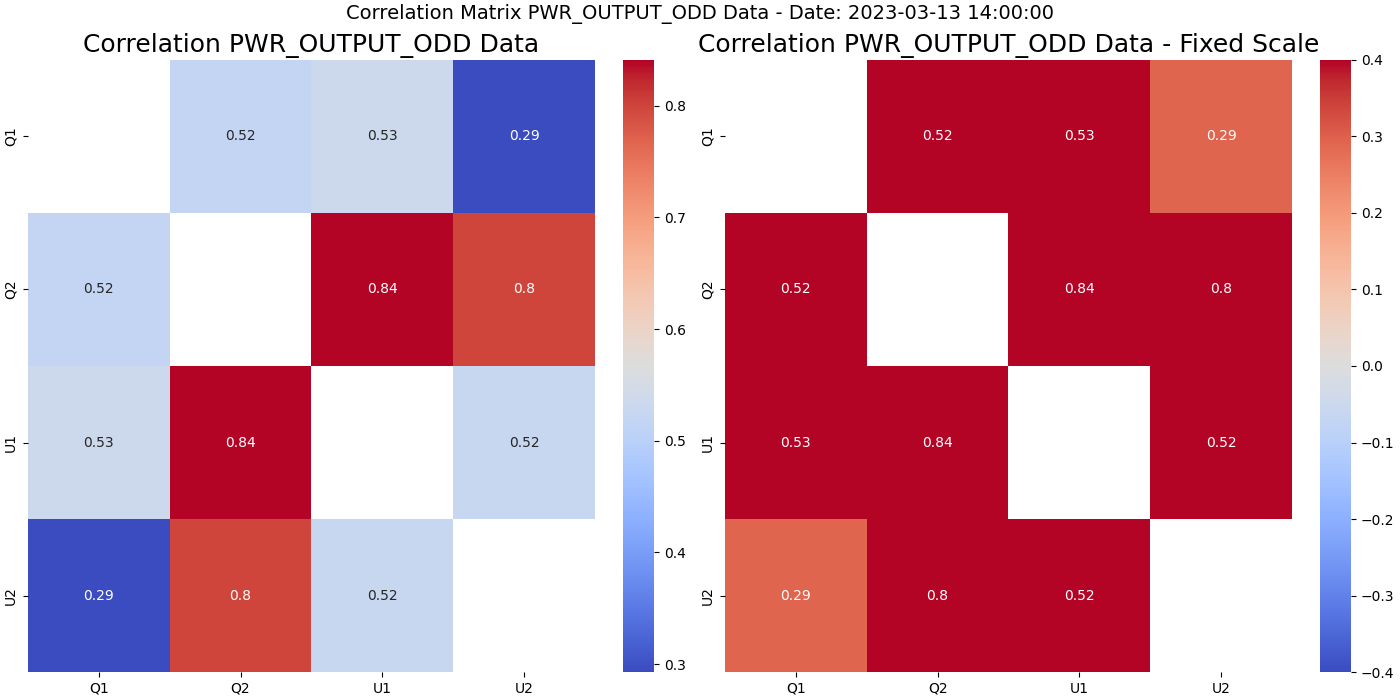 Correlation Matrix PWR_OUTPUT_ODD Data - Date: 2023-03-13 14:00:00
Correlation PWR_OUTPUT_ODD Data
Q1 0.52 0.53 0.29
Q2 0.52 0.84 0.8
U1 0.53 0.84 0.52
U2 0.29 0.8 0.52
Q1 Q2 U1 U2
0.8
0.7
0.6
0.5
0.4
0.3
Correlation PWR_OUTPUT_ODD Data - Fixed Scale
Q1 0.52 0.53 0.29
Q2 0.52 0.84 0.8
U1 0.53 0.84 0.52
U2 0.29 0.8 0.52
Q1 Q2 U1 U2
0.4
0.3
0.2
0.1
0.0
−0.1
−0.2
−0.3
−0.4